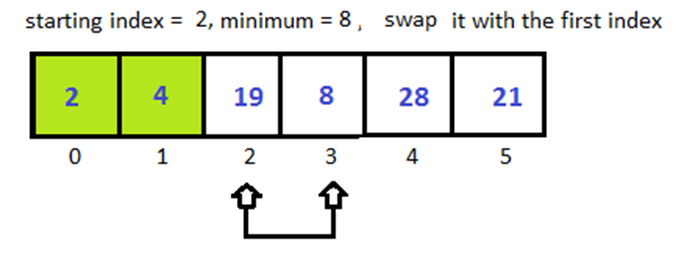 starting index = 2, minimum = 8 , swap it with the first index
2 4 19 8 28 21
0 1 2 3 4 5